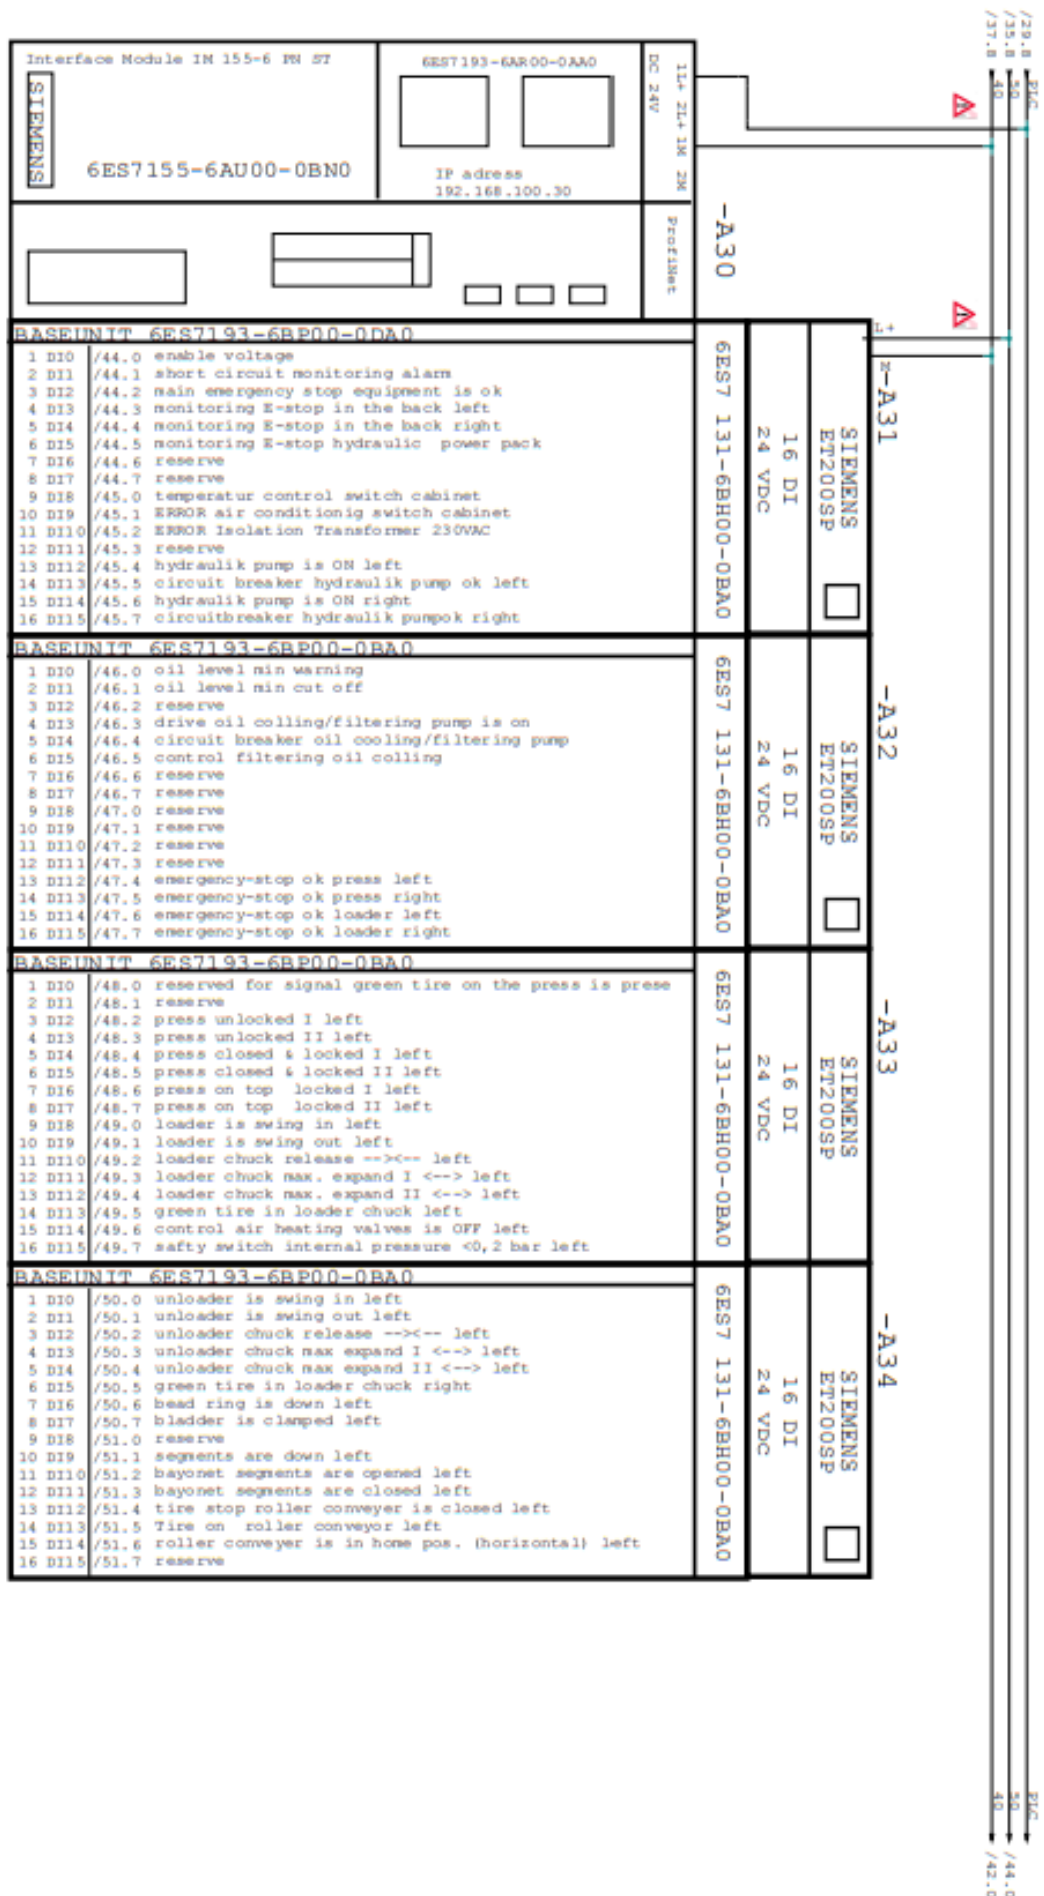 /29.8
/35.8
/37.8
PLC
50
40
Interface Module IM 155-6 PN ST
SIEMENS
6ES7155-6AU00-0BN0
6ES7193-6AR00-0AA0
IP adress
192.168.100.30
DC 24V
1L+ 2L+ 1M 2M
ProfiNet
-A30
BASEUNIT 6ES7193-6BP00-0DA0
1 DI0 /44.0 enable voltage
2 DI1 /44.1 short circuit monitoring alarm
3 DI2 /44.2 main emergency stop equipment is ok
4 DI3 /44.3 monitoring E-stop in the back left
5 DI4 /44.4 monitoring E-stop in the back right
6 DI5 /44.5 monitoring E-stop hydraulic power pack
7 DI6 /44.6 reserve
8 DI7 /44.7 reserve
9 DI8 /45.0 temperatur control switch cabinet
10 DI9 /45.1 ERROR air conditionig switch cabinet
11 DI10 /45.2 ERROR Isolation Transformer 230VAC
12 DI11 /45.3 reserve
13 DI12 /45.4 hydraulik pump is ON left
14 DI13 /45.5 circuit breaker hydraulik pump ok left
15 DI14 /45.6 hydraulik pump is ON right
16 DI15 /45.7 circuitbreaker hydraulik pumpok right
6ES7 131-6BH00-0BA0
16 DI
24 VDC
SIEMENS
ET200SP
L+
M
-A31
BASEUNIT 6ES7193-6BP00-0BA0
1 DI0 /46.0 oil level min warning
2 DI1 /46.1 oil level min cut off
3 DI2 /46.2 reserve
4 DI3 /46.3 drive oil colling/filtering pump is on
5 DI4 /46.4 circuit breaker oil cooling/filtering pump
6 DI5 /46.5 control filtering oil colling
7 DI6 /46.6 reserve
8 DI7 /46.7 reserve
9 DI8 /47.0 reserve
10 DI9 /47.1 reserve
11 DI10 /47.2 reserve
12 DI11 /47.3 reserve
13 DI12 /47.4 emergency-stop ok press left
14 DI13 /47.5 emergency-stop ok press right
15 DI14 /47.6 emergency-stop ok loader left
16 DI15 /47.7 emergency-stop ok loader right
6ES7 131-6BH00-0BA0
16 DI
24 VDC
SIEMENS
ET200SP
-A32
BASEUNIT 6ES7193-6BP00-0BA0
1 DI0 /48.0 reserved for signal green tire on the press is prese
2 DI1 /48.1 reserve
3 DI2 /48.2 press unlocked I left
4 DI3 /48.3 press unlocked II left
5 DI4 /48.4 press closed & locked I left
6 DI5 /48.5 press closed & locked II left
7 DI6 /48.6 press on top locked I left
8 DI7 /48.7 press on top locked II left
9 DI8 /49.0 loader is swing in left
10 DI9 /49.1 loader is swing out left
11 DI10 /49.2 loader chuck release --><-- left
12 DI11 /49.3 loader chuck max. expand I <--> left
13 DI12 /49.4 loader chuck max. expand II <--> left
14 DI13 /49.5 green tire in loader chuck left
15 DI14 /49.6 control air heating valves is OFF left
16 DI15 /49.7 safty switch internal pressure <0,2 bar left
6ES7 131-6BH00-0BA0
16 DI
24 VDC
SIEMENS
ET200SP
-A33
BASEUNIT 6ES7193-6BP00-0BA0
1 DI0 /50.0 unloader is swing in left
2 DI1 /50.1 unloader is swing out left
3 DI2 /50.2 unloader chuck release --><-- left
4 DI3 /50.3 unloader chuck max expand I <--> left
5 DI4 /50.4 unloader chuck max expand II <--> left
6 DI5 /50.5 green tire in loader chuck right
7 DI6 /50.6 bead ring is down left
8 DI7 /50.7 bladder is clamped left
9 DI8 /51.0 reserve
10 DI9 /51.1 segments are down left
11 DI10 /51.2 bayonet segments are opened left
12 DI11 /51.3 bayonet segments are closed left
13 DI12 /51.4 tire stop roller conveyer is closed left
14 DI13 /51.5 Tire on roller conveyor left
15 DI14 /51.6 roller conveyer is in home pos. (horizontal) left
16 DI15 /51.7 reserve
6ES7 131-6BH00-0BA0
16 DI
24 VDC
SIEMENS
ET200SP
-A34
PLC
50
40
/44.0
/42.0